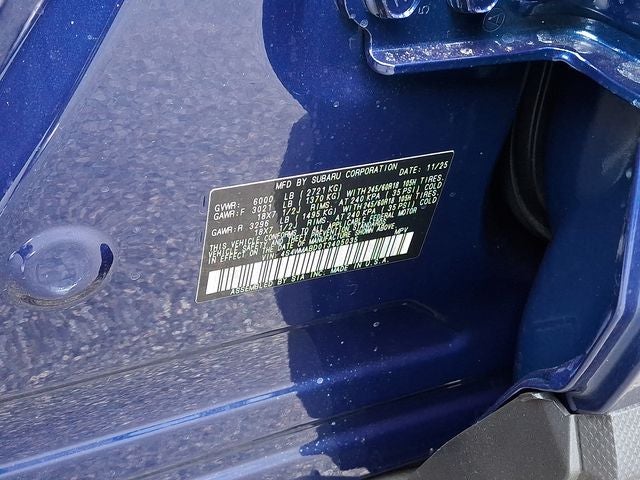 MFD BY SUBARU CORPORATION DATE: 11/25
GVWR: 6000 LB ( 2721 KG)
GAWR:F 3021 LB ( 1370 KG) WITH 245/60R18 105H TIRES,
18X7 1/2J RIMS, AT 240 KPA ( 35 PSI) COLD
GAWR:R 3296 LB ( 1495 KG) WITH 245/60R18 105H TIRES,
18X7 1/2J RIMS, AT 240 KPA ( 35 PSI) COLD
THIS VEHICLE CONFORMS TO ALL APPLICABLE FEDERAL MOTOR
VEHICLE SAFETY AND THEFT PREVENTION STANDARDS
IN EFFECT ON THE DATE OF MANUFACTURE SHOWN ABOVE
VIN: MPV
ASSEMBLED BY SIA INC. MADE IN U.S.A.